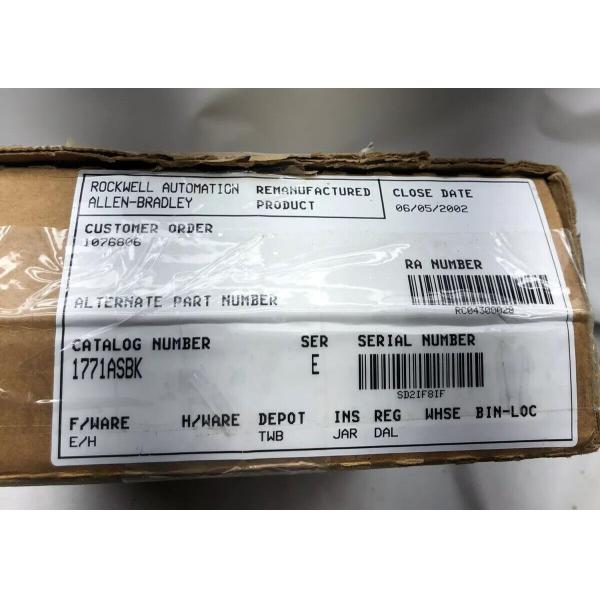 ROCKWELL AUTOMATION
ALLEN-BRADLEY
REMANUFACTURED
PRODUCT
CLOSE DATE
06/05/2002
CUSTOMER ORDER
1076806
RA NUMBER
RC04300020
ALTERNATE PART NUMBER
CATALOG NUMBER
1771ASBK
SER
E
SERIAL NUMBER
SD2IF8IF
F/WARE H/WARE DEPOT INS REG WHSE BIN-LOC
E/H TWB JAR DAL